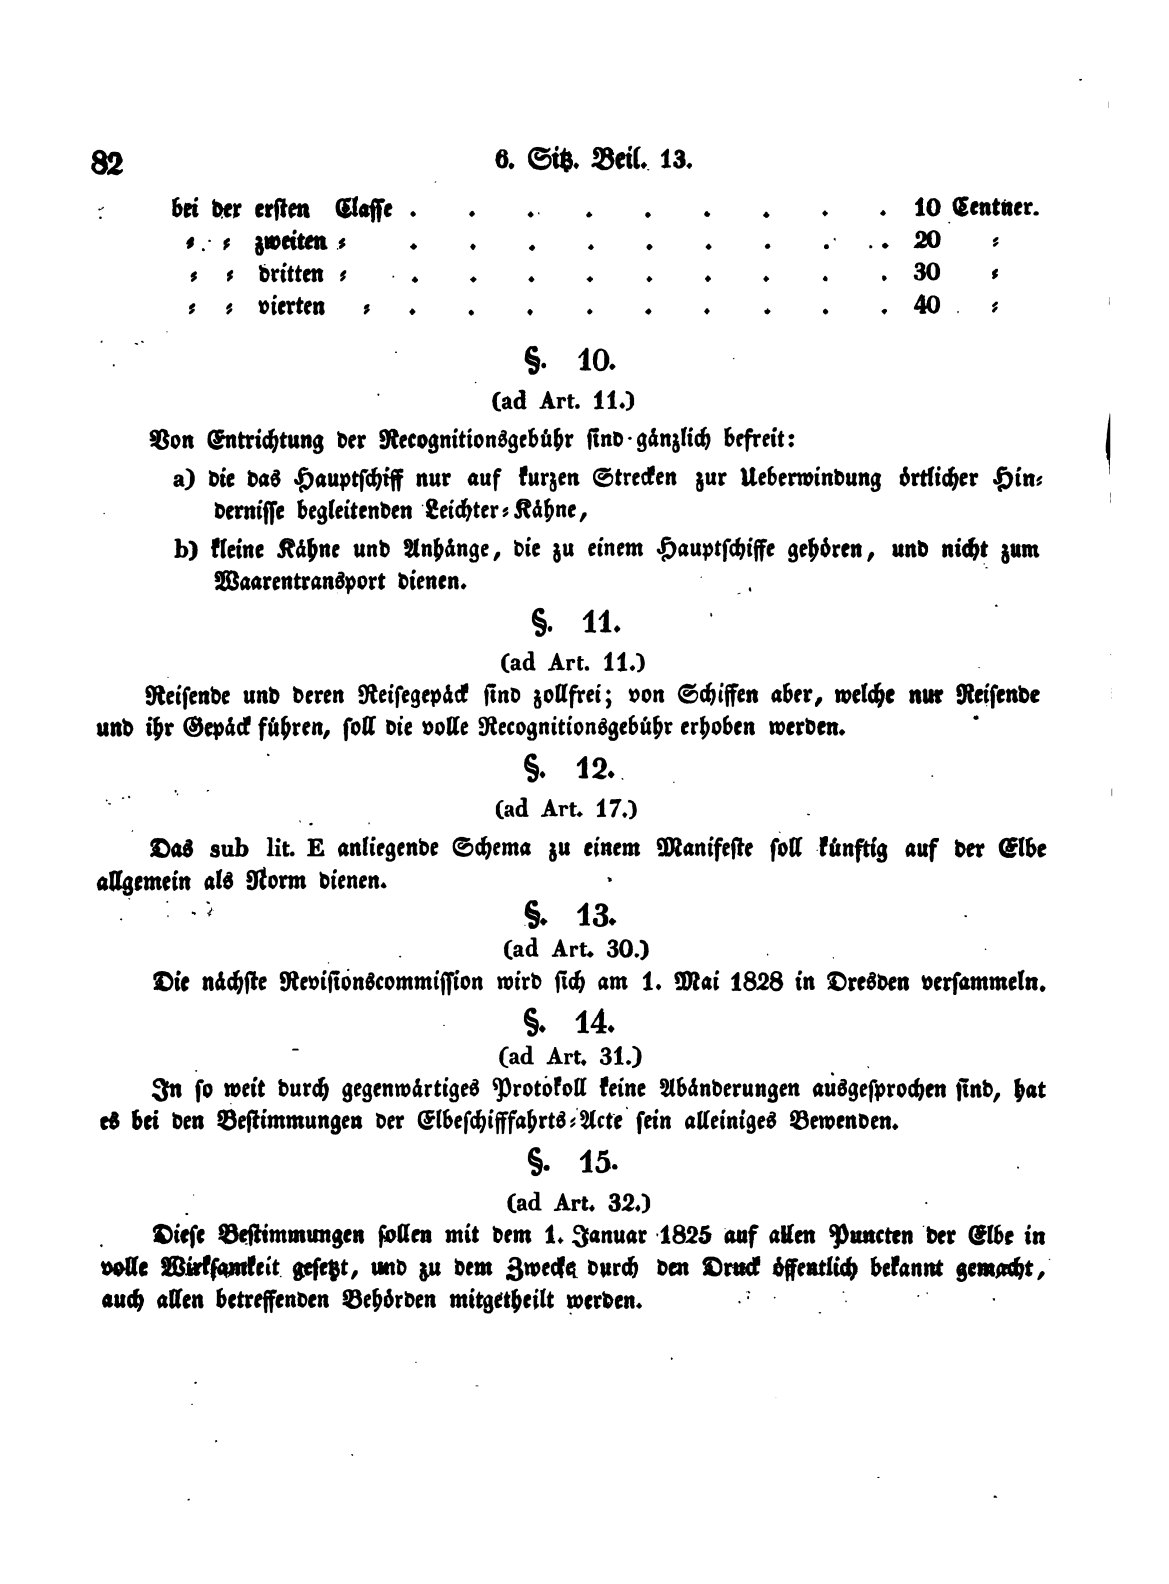 82
6. Sitz. Beil. 13.
bei der ersten Classe . . . . . . . . . 10 Centner.
⸗ ⸗ zweiten ⸗ . . . . . . . . . 20 ⸗
⸗ ⸗ dritten ⸗ . . . . . . . . . 30 ⸗
⸗ ⸗ vierten ⸗ . . . . . . . . . 40 ⸗
§. 10.
(ad Art. 11.)
Von Entrichtung der Recognitionsgebühr sind gänzlich befreit:
a) die das Hauptschiff nur auf kurzen Strecken zur Ueberwindung örtlicher Hin⸗
dernisse begleitenden Leichter⸗Kähne,
b) kleine Kähne und Anhänge, die zu einem Hauptschiffe gehören, und nicht zum
Waarentransport dienen.
§. 11.
(ad Art. 11.)
Reisende und deren Reisegepäck sind zollfrei; von Schiffen aber, welche nur Reisende
und ihr Gepäck führen, soll die volle Recognitionsgebühr erhoben werden.
§. 12.
(ad Art. 17.)
Das sub lit. E anliegende Schema zu einem Manifeste soll künftig auf der Elbe
allgemein als Norm dienen.
§. 13.
(ad Art. 30.)
Die nächste Revisionscommission wird sich am 1. Mai 1828 in Dresden versammeln.
§. 14.
(ad Art. 31.)
In so weit durch gegenwärtiges Protokoll keine Abänderungen ausgesprochen sind, hat
es bei den Bestimmungen der Elbeschifffahrts⸗Acte sein alleiniges Bewenden.
§. 15.
(ad Art. 32.)
Diese Bestimmungen sollen mit dem 1. Januar 1825 auf allen Puncten der Elbe in
volle Wirksamkeit gesetzt, und zu dem Zwecke durch den Druck öffentlich bekannt gemacht,
auch allen betreffenden Behörden mitgetheilt werden.